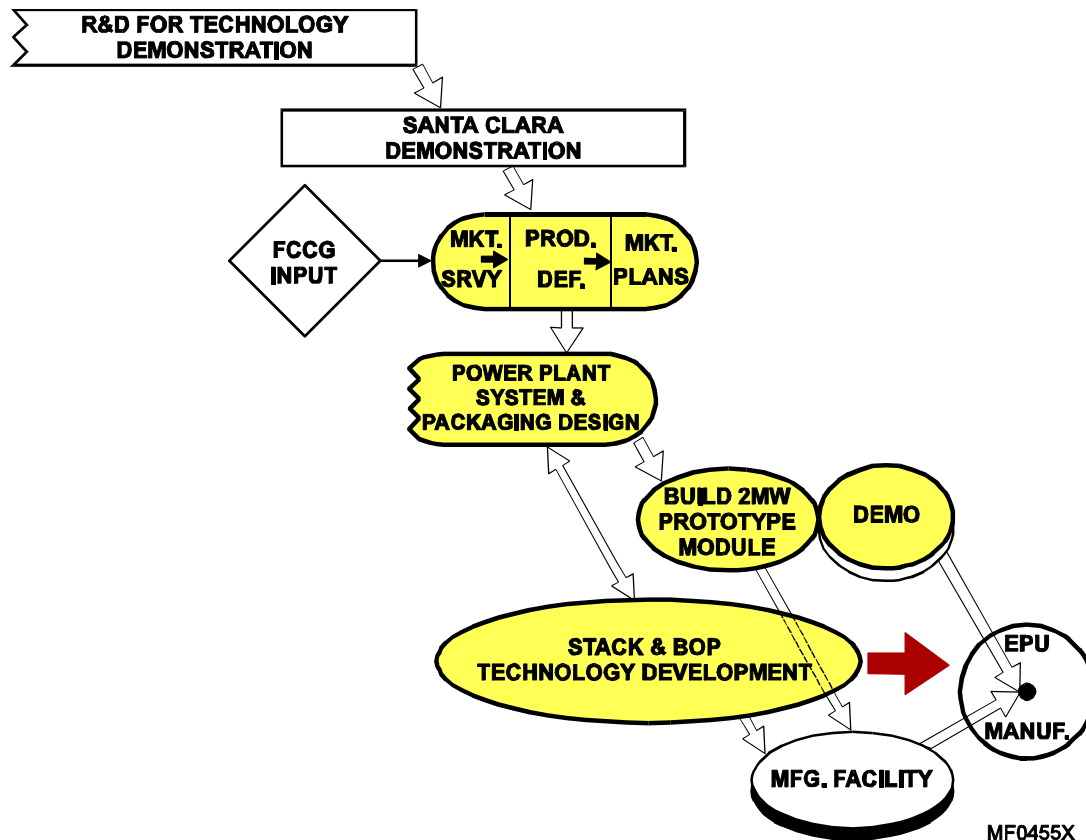 R&D FOR TECHNOLOGY
DEMONSTRATION
SANTA CLARA
DEMONSTRATION
FCCG
INPUT
MKT.
SRVY
PROD.
DEF.
MKT.
PLANS
POWER PLANT
SYSTEM &
PACKAGING DESIGN
BUILD 2MW
PROTOTYPE
MODULE
DEMO
STACK & BOP
TECHNOLOGY DEVELOPMENT
EPU
MANUF.
MFG. FACILITY
MF0455X